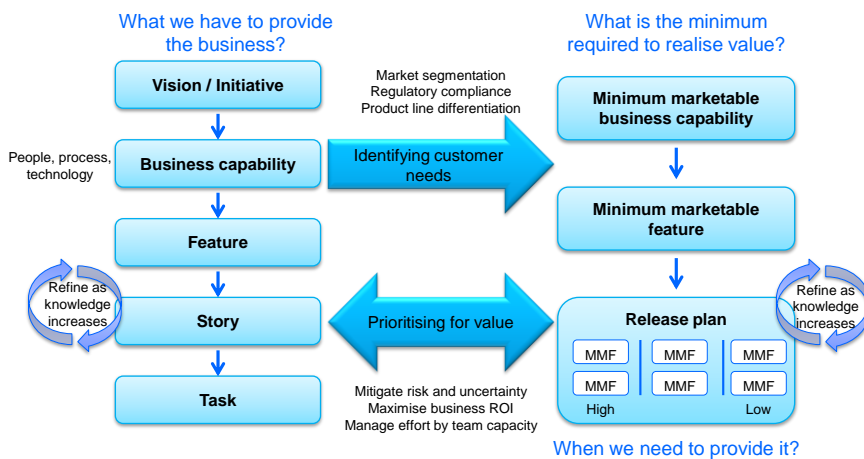 What we have to provide
the business?
Vision / Initiative
People, process,
technology
Business capability
Feature
Refine as
knowledge
increases
Story
Task
Market segmentation
Regulatory compliance
Product line differentiation
Identifying customer
needs
Prioritising for value
Mitigate risk and uncertainty
Maximise business ROI
Manage effort by team capacity
What is the minimum
required to realise value?
Minimum marketable
business capability
Minimum marketable
feature
Release plan
MMF MMF MMF
MMF MMF MMF
High Low
Refine as
knowledge
increases
When we need to provide it?